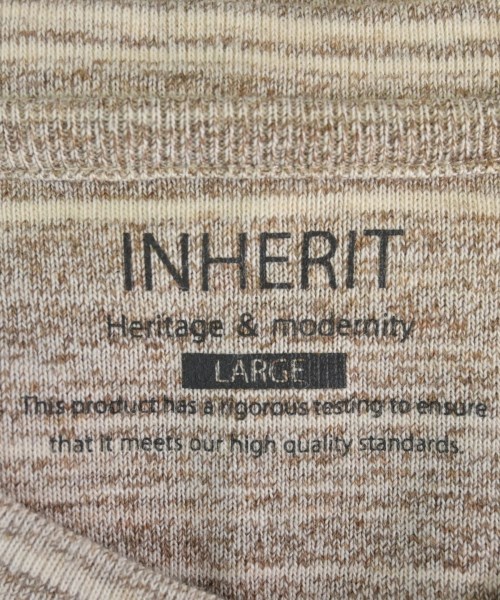 INHERIT
Heritage & modernity
LARGE
This product has a rigorous testing to ensure
that it meets our high quality standards.